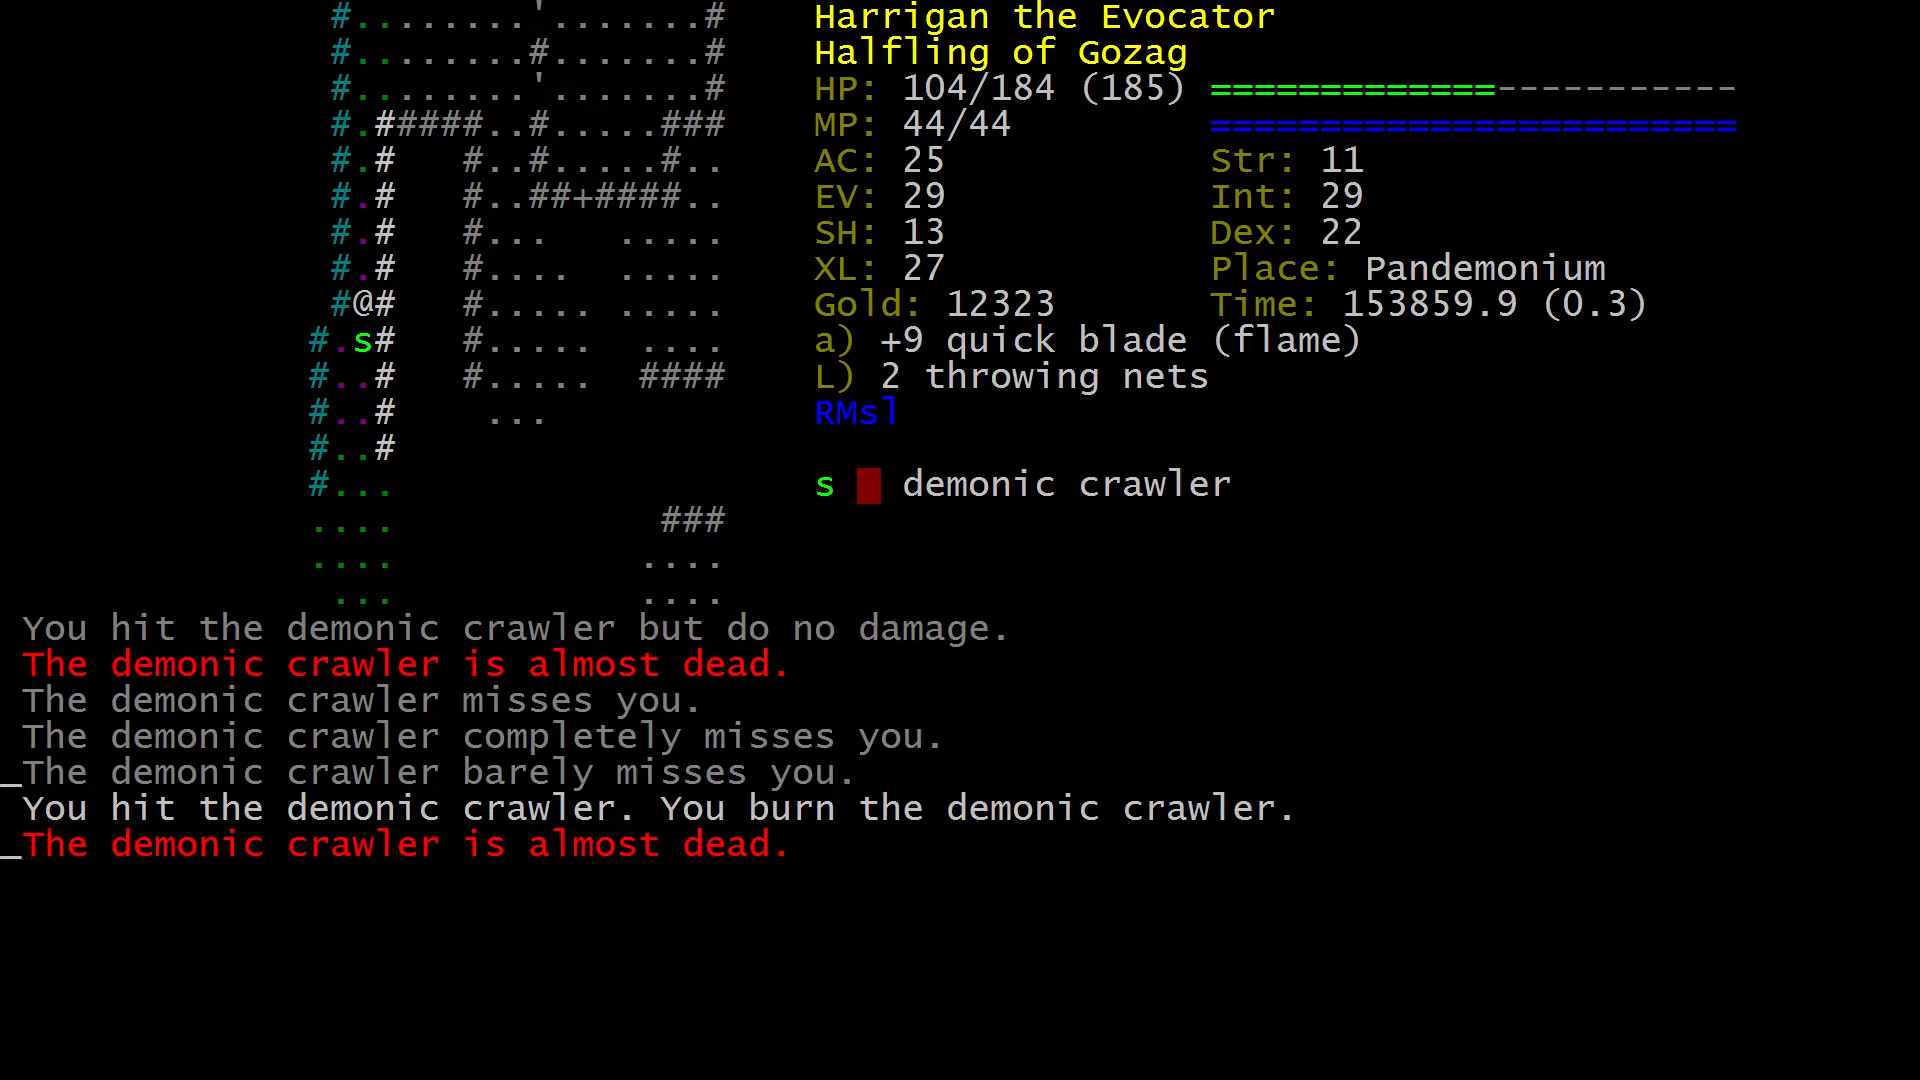 #........'.......# Harrigan the Evocator
#........#.......# Halfling of Gozag
#........'.......# HP: 104/184 (185) =============-----------
#.#####..#.....### MP: 44/44 ========================
#.# #..#.....#.. AC: 25 Str: 11
#.# #..##+####.. EV: 29 Int: 29
#.# #... ..... SH: 13 Dex: 22
#.# #.... ..... XL: 27 Place: Pandemonium
#@# #..... ..... Gold: 12323 Time: 153859.9 (0.3)
#.s# #..... .... a) +9 quick blade (flame)
#..# #..... #### L) 2 throwing nets
#..# ... RMsl
#..#
#... s demonic crawler
.... ###
.... ....
... ....
You hit the demonic crawler but do no damage.
The demonic crawler is almost dead.
The demonic crawler misses you.
The demonic crawler completely misses you.
_The demonic crawler barely misses you.
You hit the demonic crawler. You burn the demonic crawler.
_The demonic crawler is almost dead.